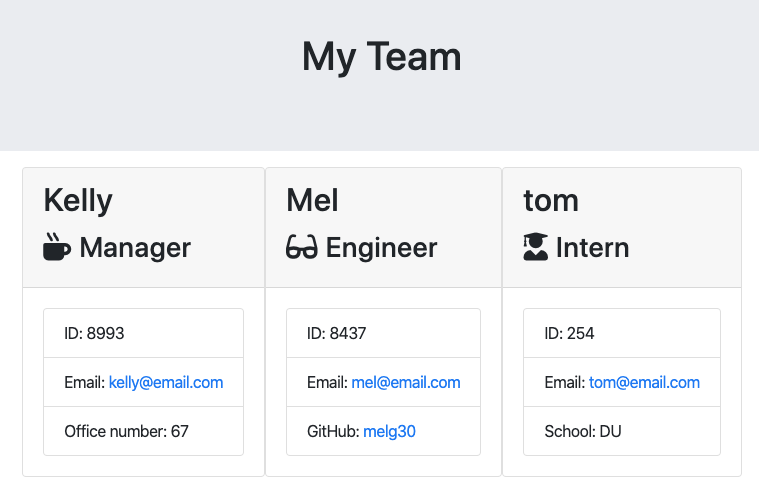 My Team
Kelly
Manager
ID: 8993
Email: kelly@email.com
Office number: 67
Mel
Engineer
ID: 8437
Email: mel@email.com
GitHub: melg30
tom
Intern
ID: 254
Email: tom@email.com
School: DU